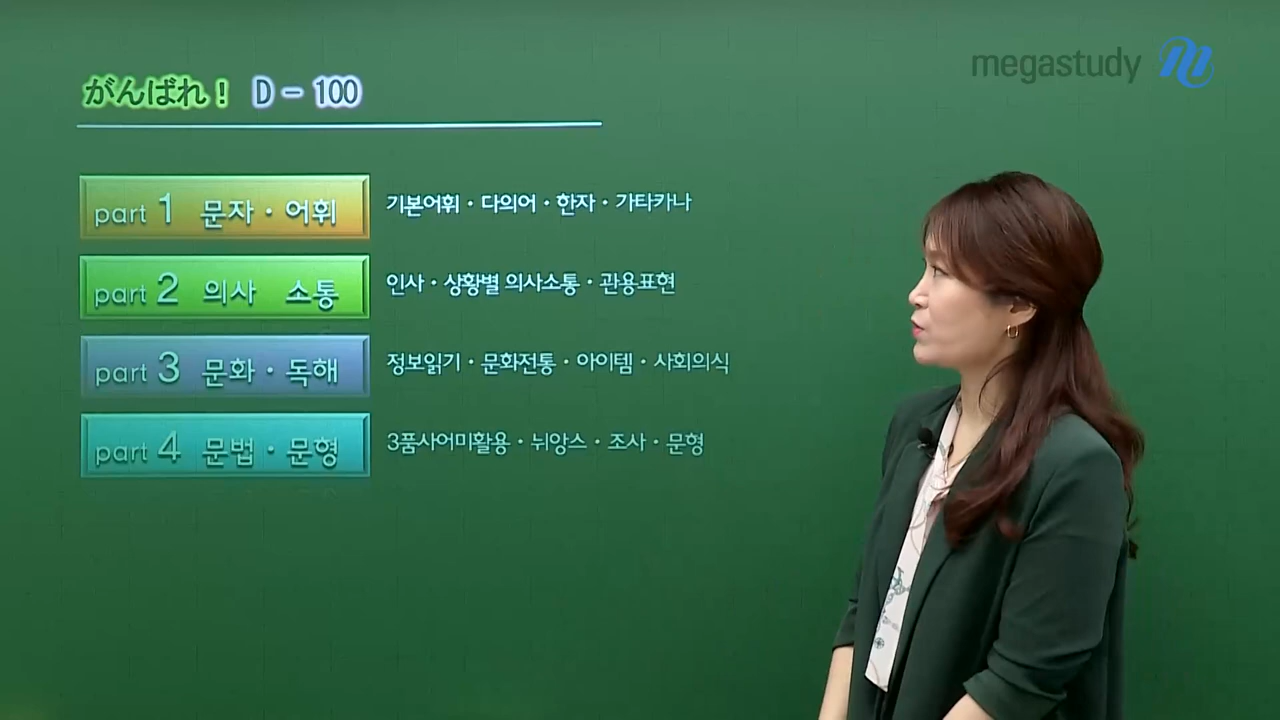 megastudy
がんばれ! D - 100
part 1 문자 · 어휘 기본어휘 · 다의어 · 한자 · 가타카나
part 2 의사 소통 인사 · 상황별 의사소통 · 관용표현
part 3 문화 · 독해 정보읽기 · 문화전통 · 아이템 · 사회의식
part 4 문법 · 문형 3품사어미활용 · 뉘앙스 · 조사 · 문형